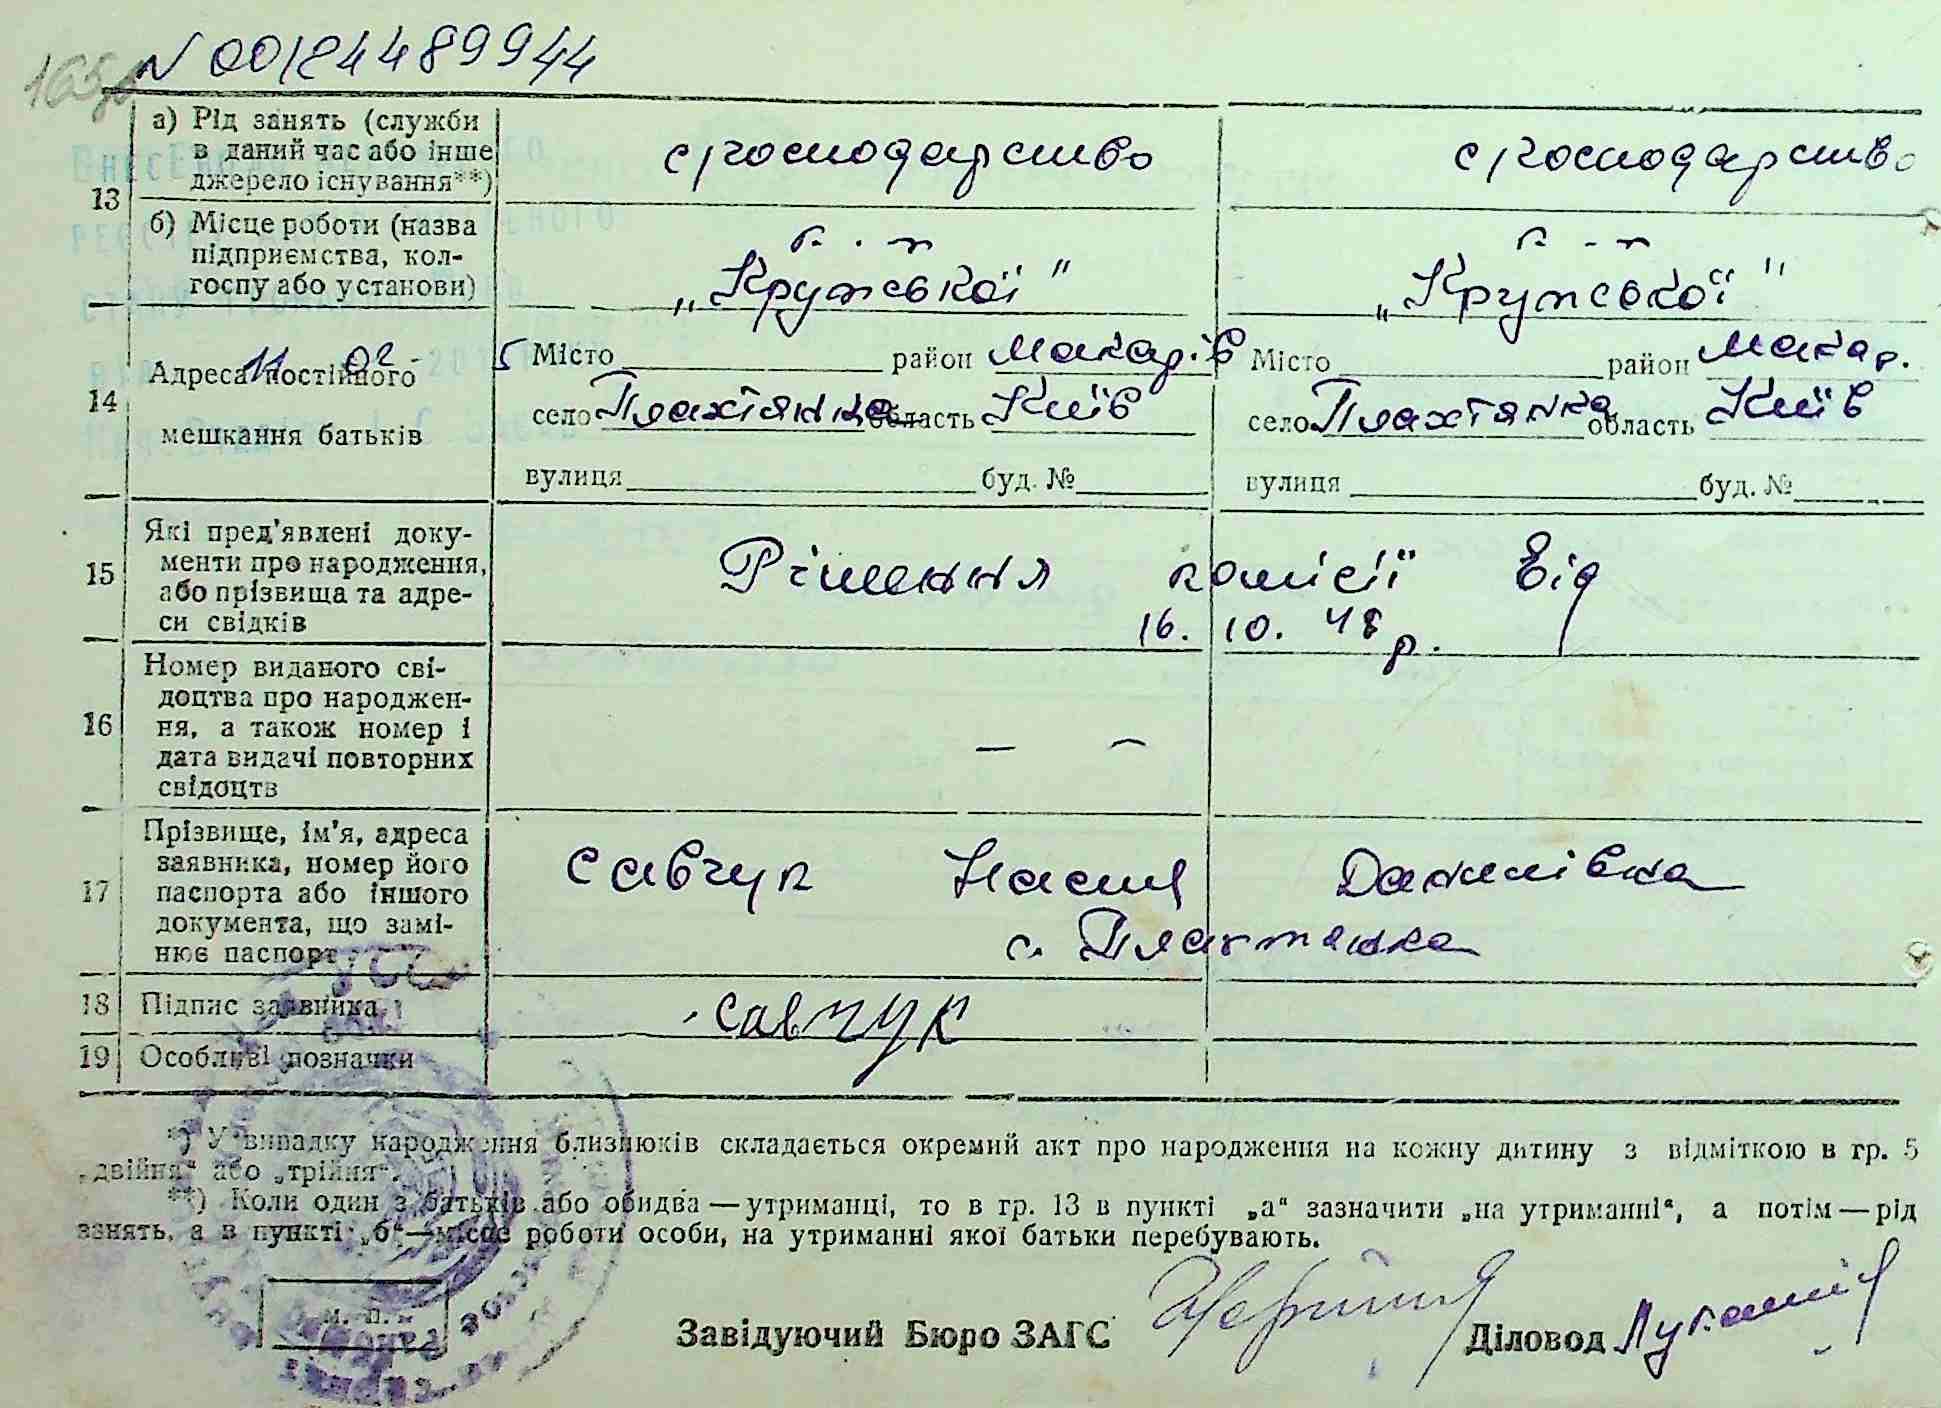 N 00124489944
13
а) Рід занять (служби в даний час або інше джерело існування**)
с/господарство
с/господарство
б) Місце роботи (назва підприємства, колгоспу або установи)
к. - п
„Крупської"
к. - п
„Крупської"
14
Адреса постійного мешкання батьків
11 02
Місто район Макарів
село Плахтянка область Київ
вулиця буд. №
Місто район Макар.
село Плахтянка область Київ
вулиця буд. №
15
Які пред'явлені документи про народження, або прізвища та адреси свідків
Рішення комісії від
16. 10. 48 р.
16
Номер виданого свідоцтва про народження, а також номер і дата видачі повторних свідоцтв
— —
17
Прізвище, ім'я, адреса заявника, номер його паспорта або іншого документа, що замінює паспорт
Савчук Настя Данилівна
с. Плахтянка
18 Підпис заявника
Савчук
19 Особливі позначки
*) У випадку народження близнюків складається окремий акт про народження на кожну дитину з відміткою в гр. 5
„двійня“ або „трійня“.
**) Коли один з батьків або обидва — утриманці, то в гр. 13 в пункті „а“ зазначити „на утриманні“, а потім — рід
занять, а в пункті „б“ — місце роботи особи, на утриманні якої батьки перебувають.
М. П.
Завідуючий Бюро ЗАГС
Діловод